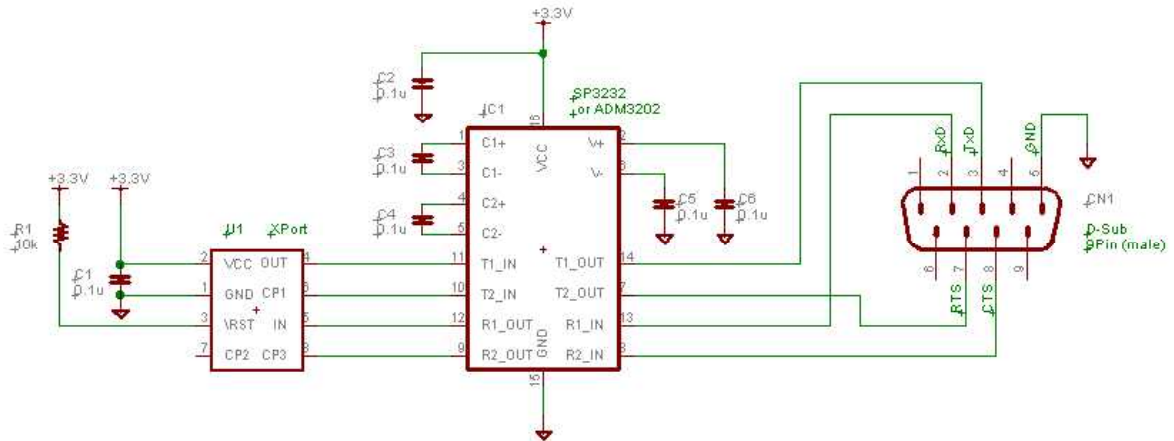 +3.3V
C2
0.1u
SP3232
or ADM3202
IC1
16
VCC
1
C1+
V+
2
C3
0.1u
3
C1-
V-
6
RxD
TxD
GND
1
2
3
4
5
+3.3V
+3.3V
C4
0.1u
4
C2+
5
C2-
C5
0.1u
C6
0.1u
CN1
R1
10k
U1
XPort
D-Sub
9Pin (male)
C1
0.1u
2
VCC
OUT
4
11
T1_IN
T1_OUT
14
6
7
8
9
1
GND
CP1
6
10
T2_IN
T2_OUT
7
RTS
CTS
3
\RST
IN
5
12
R1_OUT
R1_IN
13
7
CP2
CP3
8
9
R2_OUT
GND
R2_IN
8
15